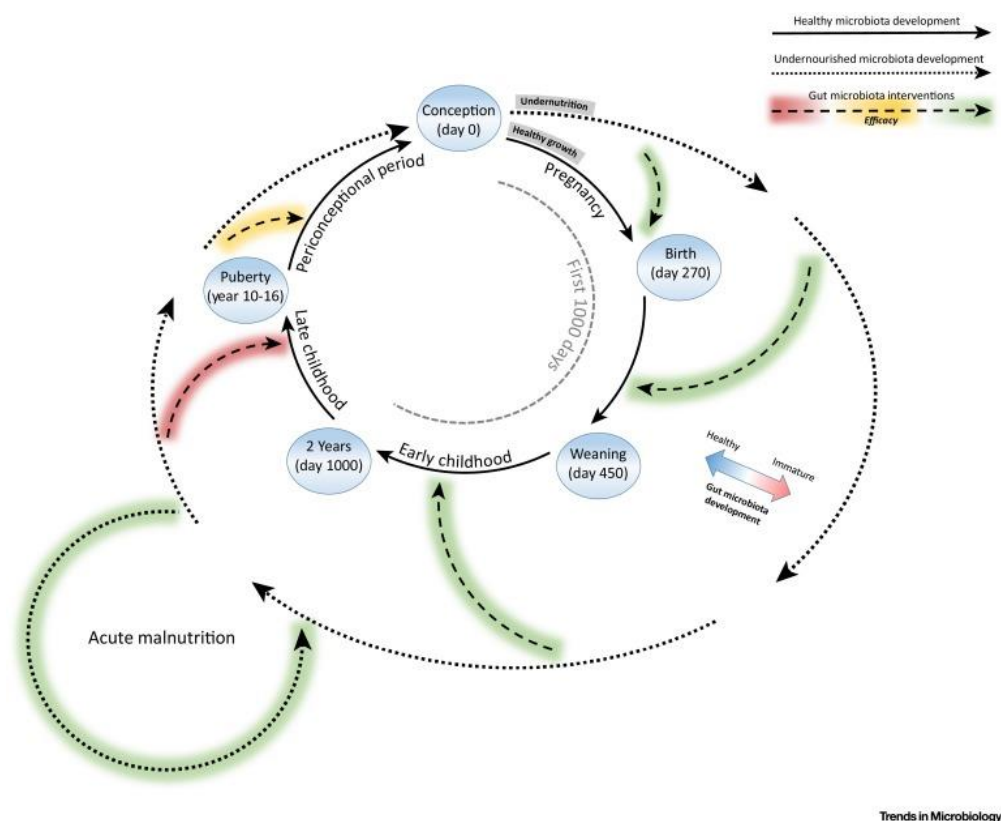 Healthy microbiota development
Undernourished microbiota development
Gut microbiota interventions
Efficacy
Conception
(day 0)
Undernutrition
Healthy growth
Pregnancy
Periconceptional period
Birth
(day 270)
Puberty
(year 10-16)
First 1000 days
Late childhood
2 Years
(day 1000)
Early childhood
Weaning
(day 450)
Healthy
Immature
Gut microbiota
development
Acute malnutrition
Trends in Microbiology